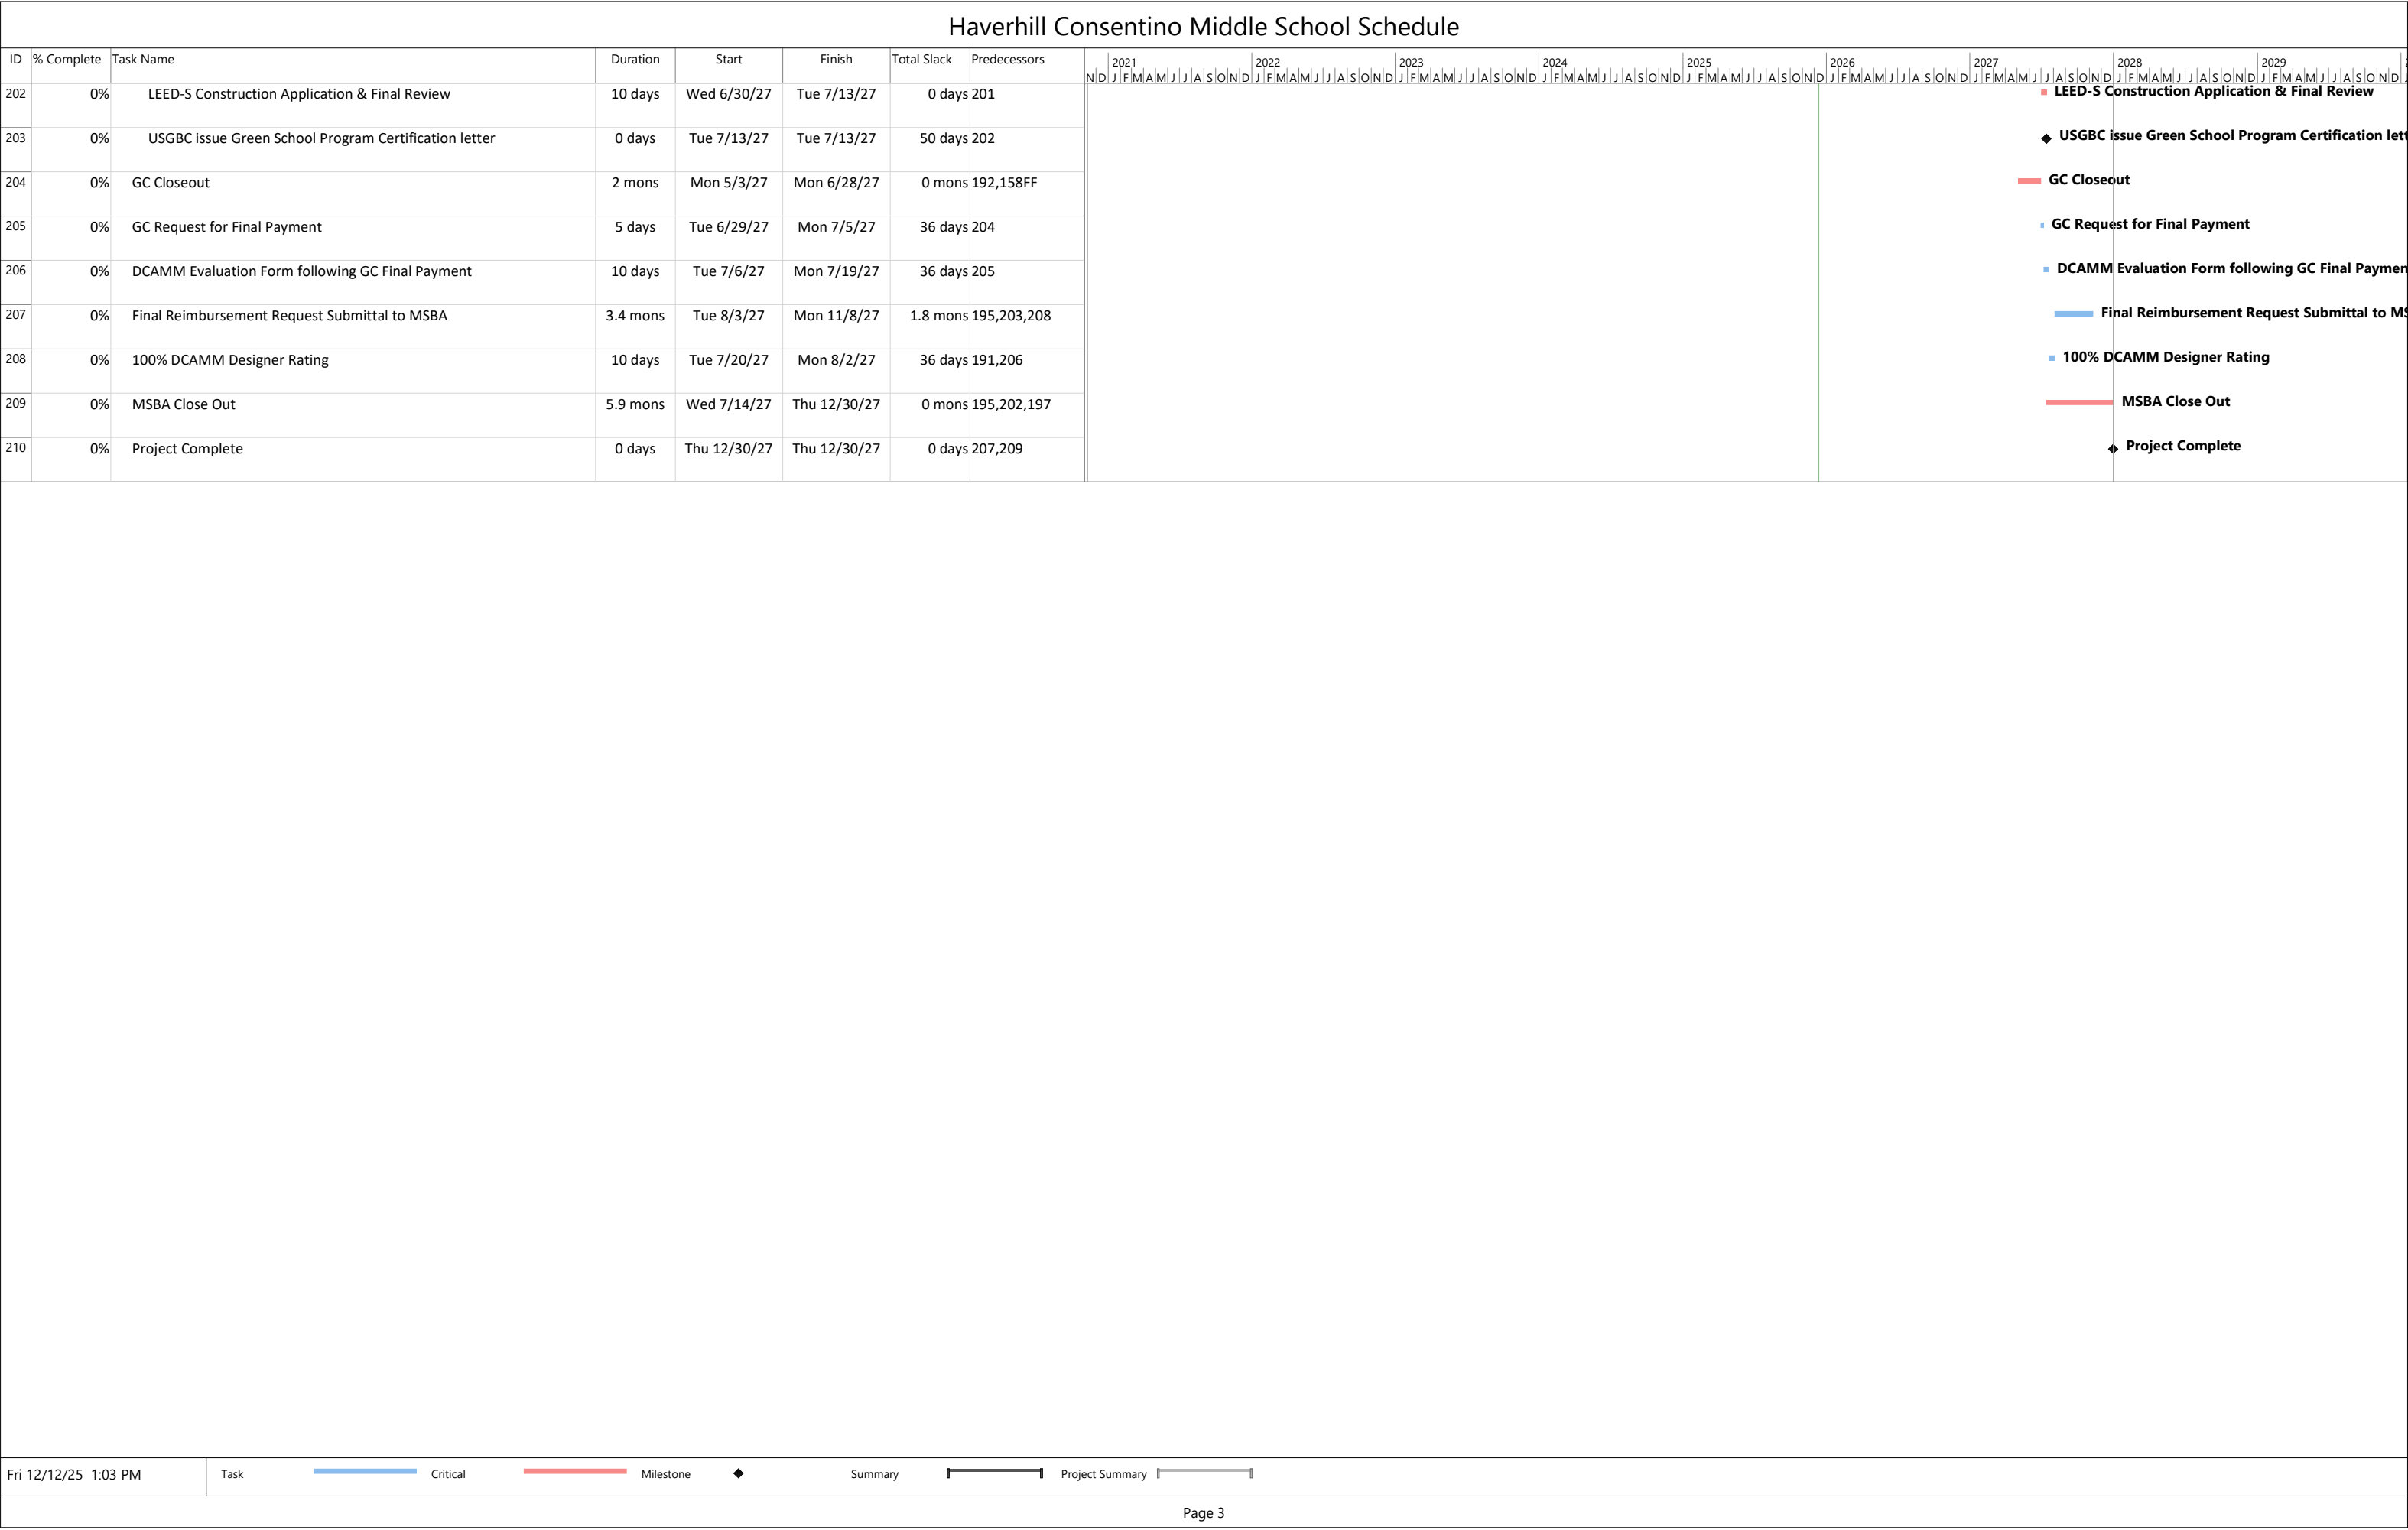 Haverhill Consentino Middle School Schedule
ID % Complete Task Name Duration Start Finish Total Slack Predecessors
2021 2022 2023 2024 2025 2026 2027 2028 2029
N D J F M A M J J A S O N D J F M A M J J A S O N D J F M A M J J A S O N D J F M A M J J A S O N D J F M A M J J A S O N D J F M A M J J A S O N D J F M A M J J A S O N D J F M A M J J A S O N D J F M A M J J A S O N D
202 0% LEED-S Construction Application & Final Review 10 days Wed 6/30/27 Tue 7/13/27 0 days 201 LEED-S Construction Application & Final Review
203 0% USGBC issue Green School Program Certification letter 0 days Tue 7/13/27 Tue 7/13/27 50 days 202 USGBC issue Green School Program Certification lett
204 0% GC Closeout 2 mons Mon 5/3/27 Mon 6/28/27 0 mons 192,158FF GC Closeout
205 0% GC Request for Final Payment 5 days Tue 6/29/27 Mon 7/5/27 36 days 204 GC Request for Final Payment
206 0% DCAMM Evaluation Form following GC Final Payment 10 days Tue 7/6/27 Mon 7/19/27 36 days 205 DCAMM Evaluation Form following GC Final Paymen
207 0% Final Reimbursement Request Submittal to MSBA 3.4 mons Tue 8/3/27 Mon 11/8/27 1.8 mons 195,203,208 Final Reimbursement Request Submittal to MS
208 0% 100% DCAMM Designer Rating 10 days Tue 7/20/27 Mon 8/2/27 36 days 191,206 100% DCAMM Designer Rating
209 0% MSBA Close Out 5.9 mons Wed 7/14/27 Thu 12/30/27 0 mons 195,202,197 MSBA Close Out
210 0% Project Complete 0 days Thu 12/30/27 Thu 12/30/27 0 days 207,209 Project Complete
Fri 12/12/25 1:03 PM Task Critical Milestone Summary Project Summary
Page 3